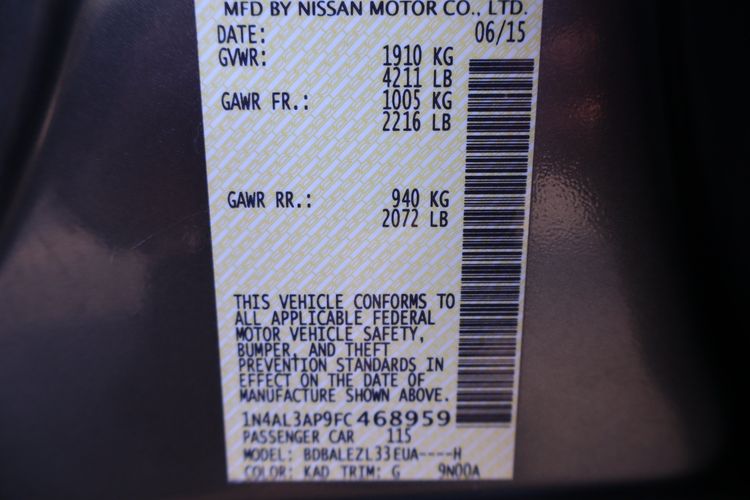 MFD BY NISSAN MOTOR CO., LTD.
DATE: 06/15
GVWR: 1910 KG
4211 LB
GAWR FR.: 1005 KG
2216 LB
GAWR RR.: 940 KG
2072 LB
THIS VEHICLE CONFORMS TO
ALL APPLICABLE FEDERAL
MOTOR VEHICLE SAFETY,
BUMPER, AND THEFT
PREVENTION STANDARDS IN
EFFECT ON THE DATE OF
MANUFACTURE SHOWN ABOVE.
1N4AL3AP9FC468959
PASSENGER CAR 115
MODEL: BDBALEZL33EUA----H
COLOR: KAD TRIM: G 9N00A